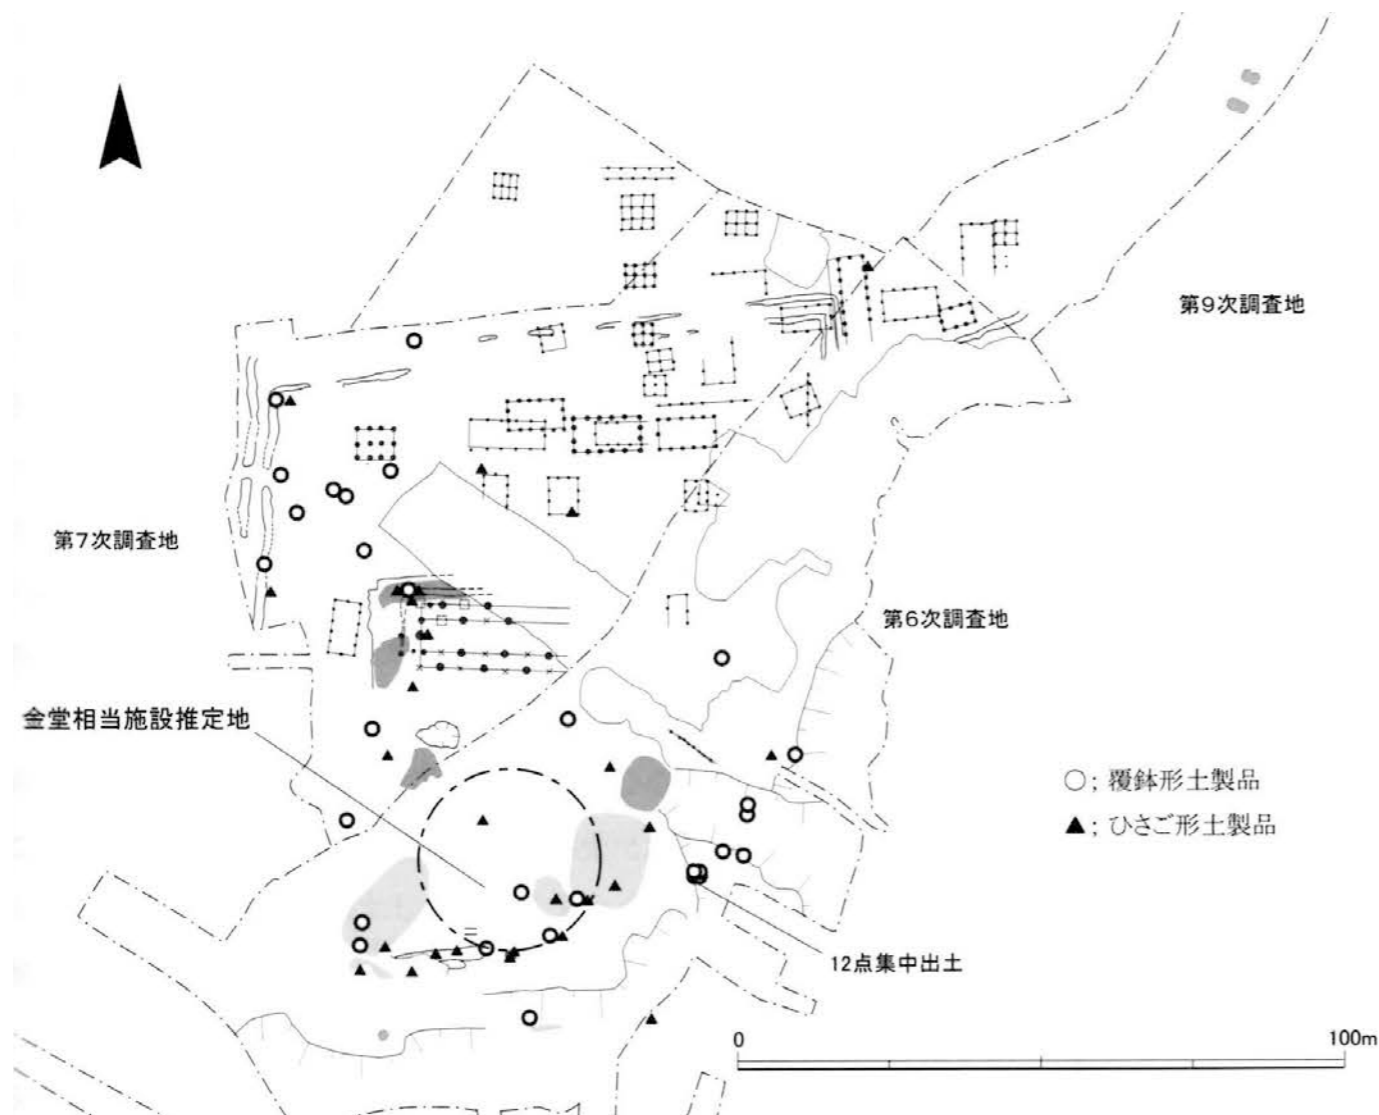 第9次調査地
第7次調査地
第6次調査地
金堂相当施設推定地
○; 覆鉢形土製品
▲; ひさご形土製品
12点集中出土
0
100m